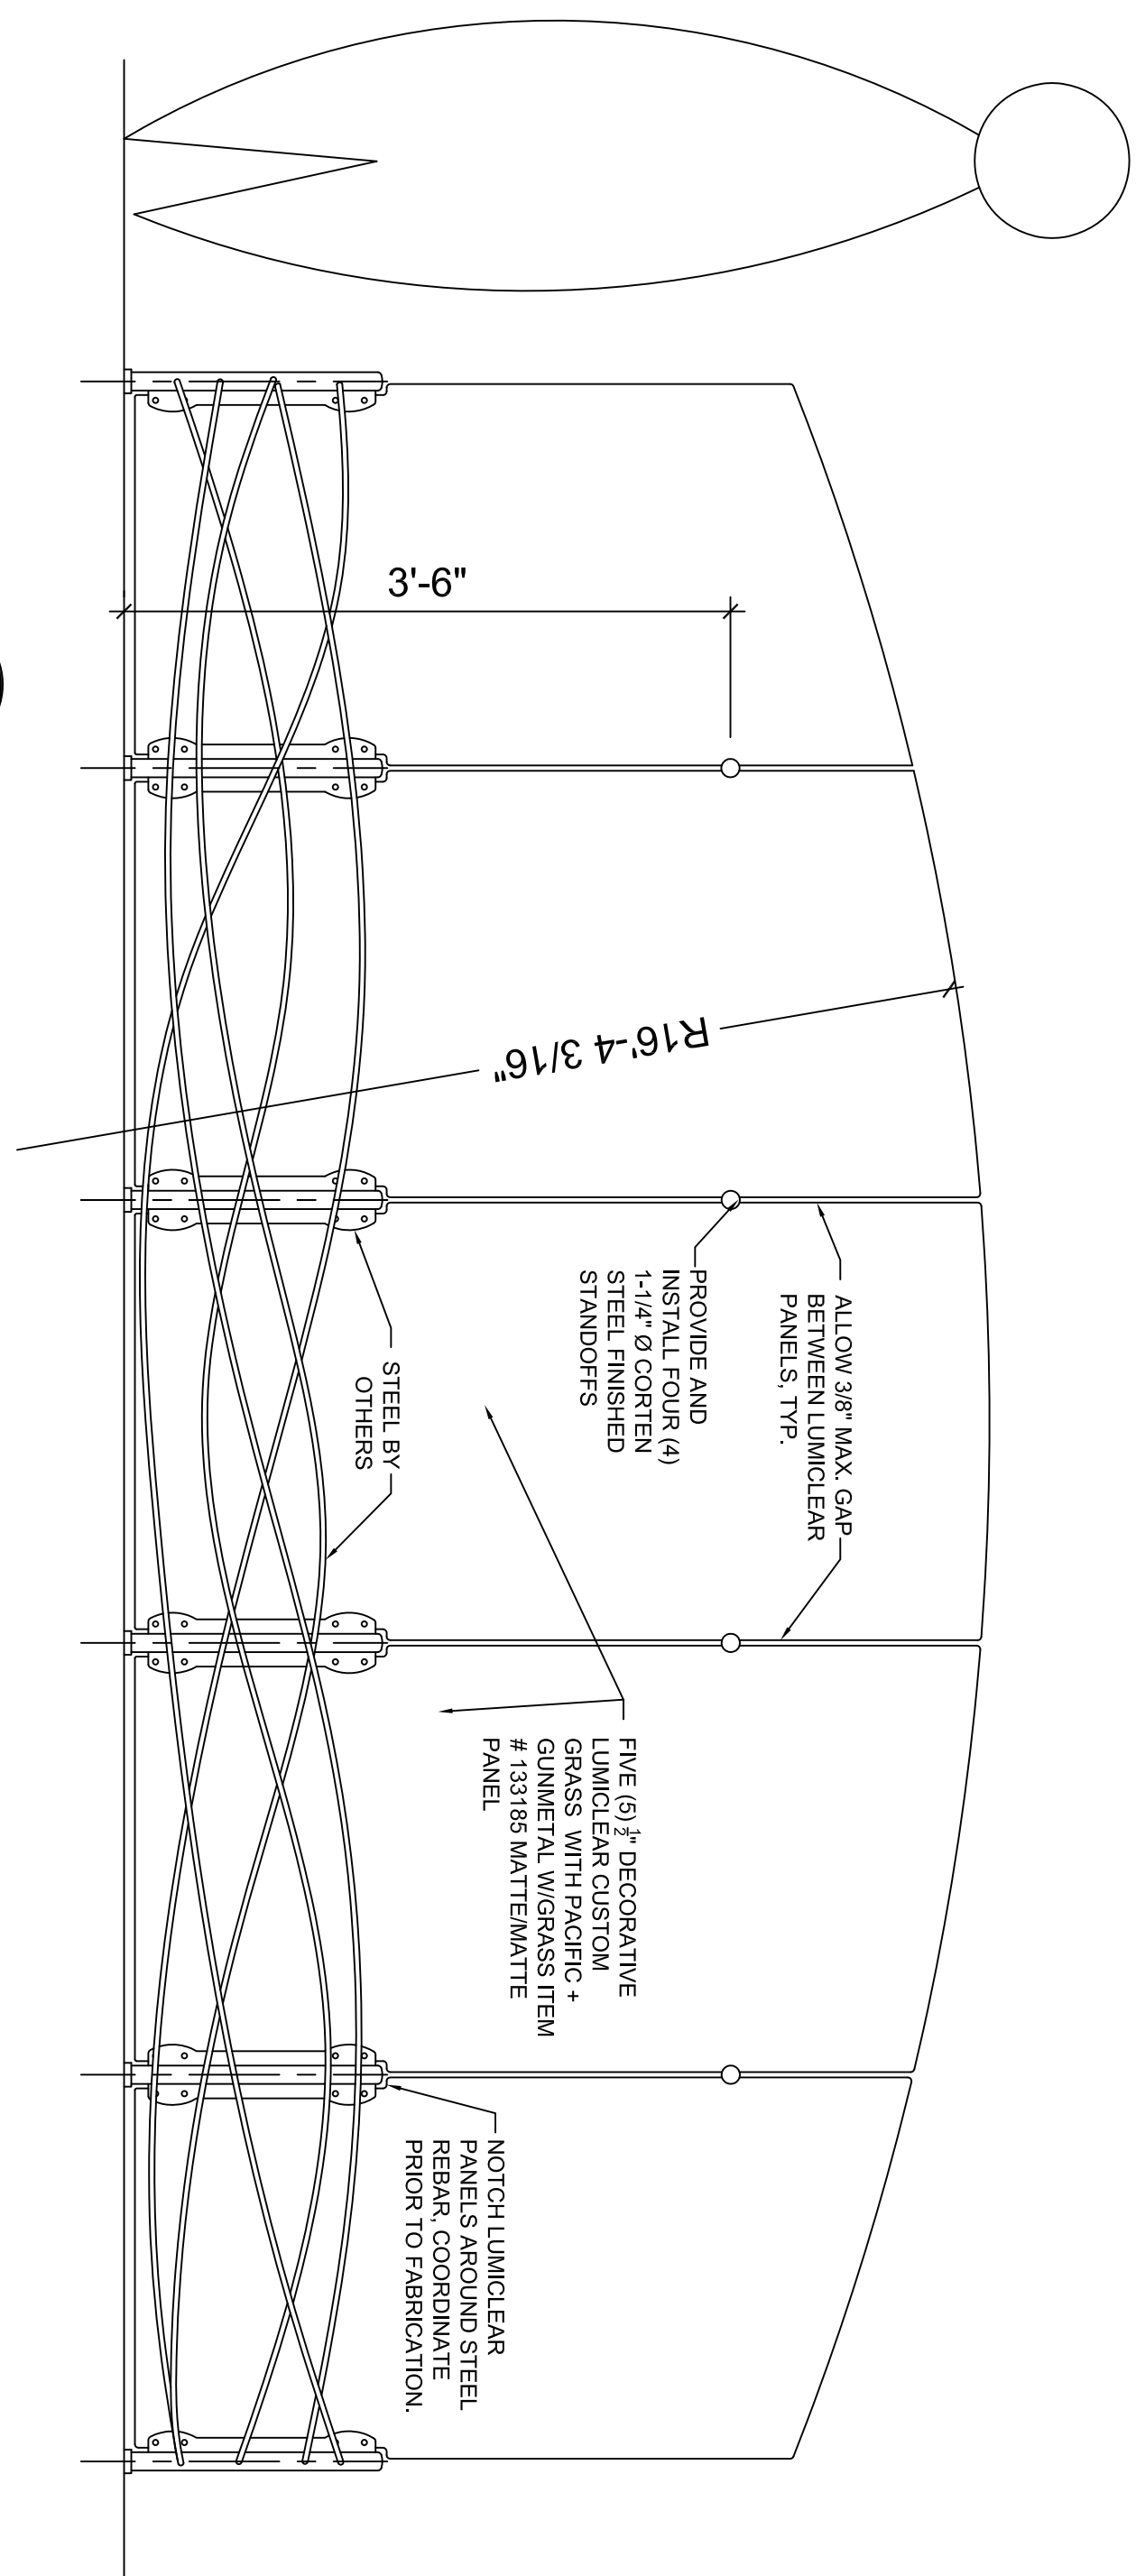 3'-6"
R16'-4 3/16"
ALLOW 3/8" MAX. GAP
BETWEEN LUMICLEAR
PANELS, TYP.
PROVIDE AND
INSTALL FOUR (4)
1-1/4" Ø CORTEN
STEEL FINISHED
STANDOFFS
STEEL BY
OTHERS
FIVE (5) 1/2" DECORATIVE
LUMICLEAR CUSTOM
GRASS WITH PACIFIC +
GUNMETAL W/GRASS ITEM
# 133185 MATTE/MATTE
PANEL
NOTCH LUMICLEAR
PANELS AROUND STEEL
REBAR, COORDINATE
PRIOR TO FABRICATION.